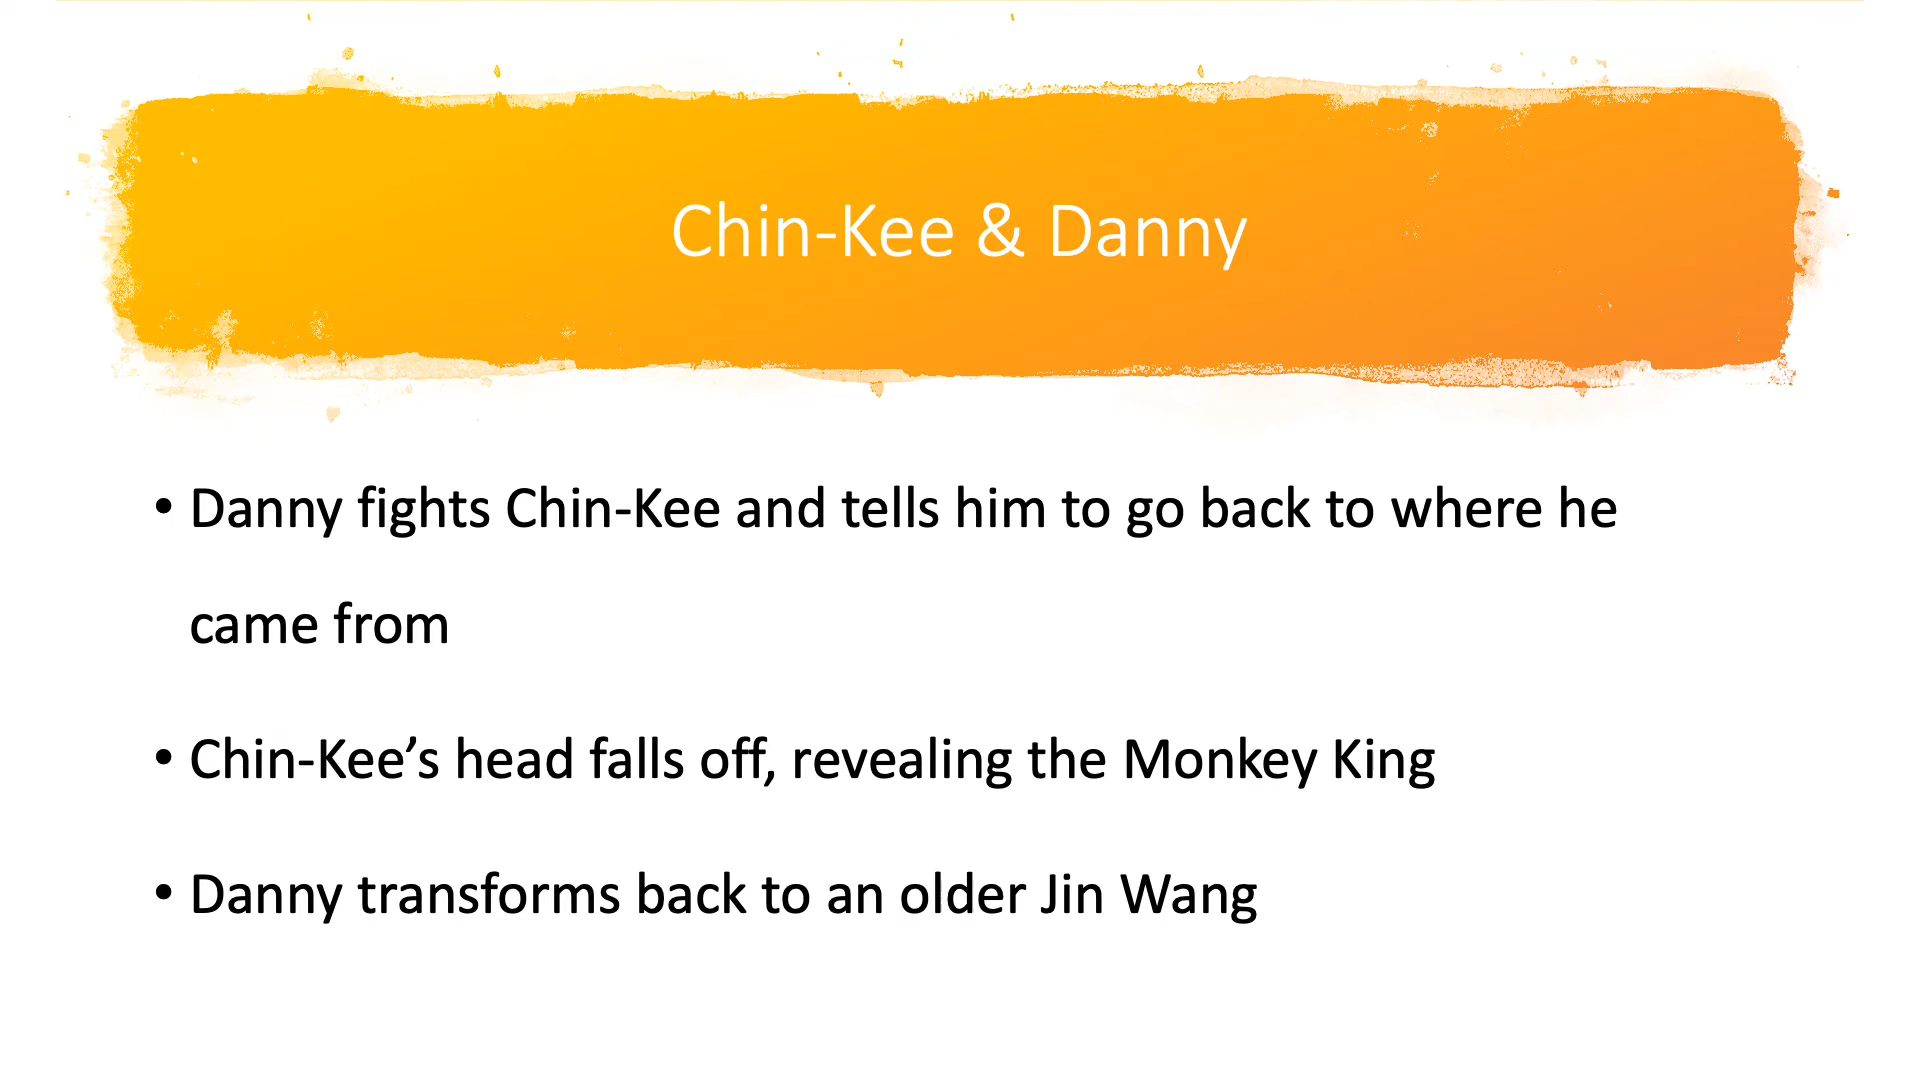 Chin-Kee & Danny
• Danny fights Chin-Kee and tells him to go back to where he
came from
• Chin-Kee’s head falls off, revealing the Monkey King
• Danny transforms back to an older Jin Wang